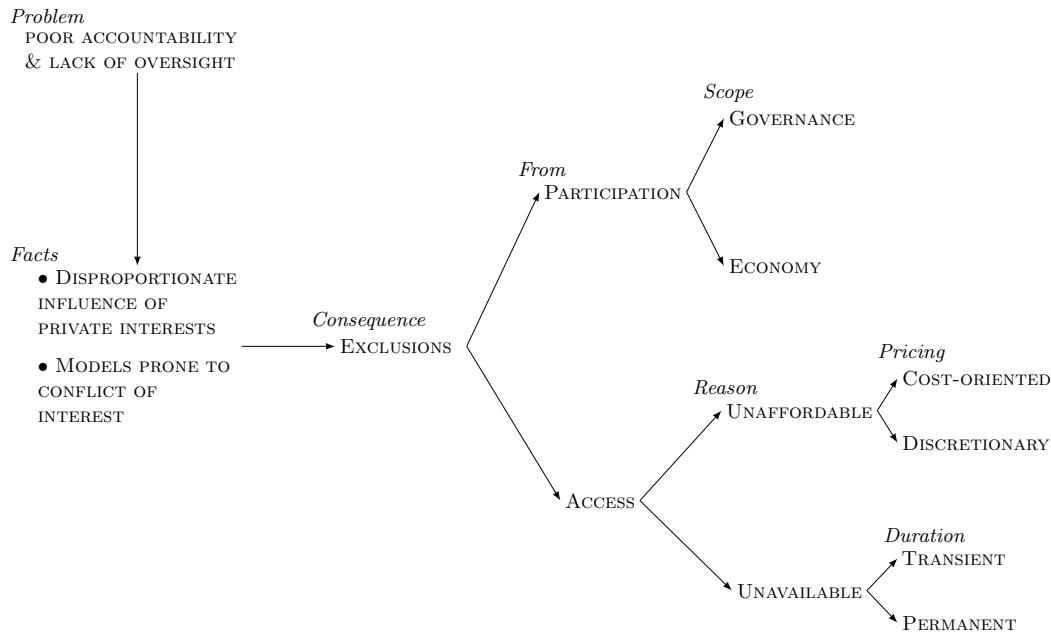 Problem
POOR ACCOUNTABILITY
& LACK OF OVERSIGHT
Facts
• DISPROPORTIONATE
INFLUENCE OF
PRIVATE INTERESTS
• MODELS PRONE TO
CONFLICT OF
INTEREST
Consequence
EXCLUSIONS
From
PARTICIPATION
Scope
GOVERNANCE
ECONOMY
ACCESS
Reason
UNAFFORDABLE
Pricing
COST-ORIENTED
DISCRETIONARY
UNAVAILABLE
Duration
TRANSIENT
PERMANENT